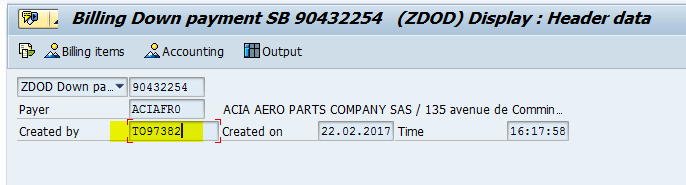 Billing Down payment SB 90432254 (ZDOD) Display : Header data
Billing items Accounting Output
ZDOD Down pa... 90432254
Payer ACIAFR0 ACIA AERO PARTS COMPANY SAS / 135 avenue de Commin...
Created by TO97382 Created on 22.02.2017 Time 16:17:58